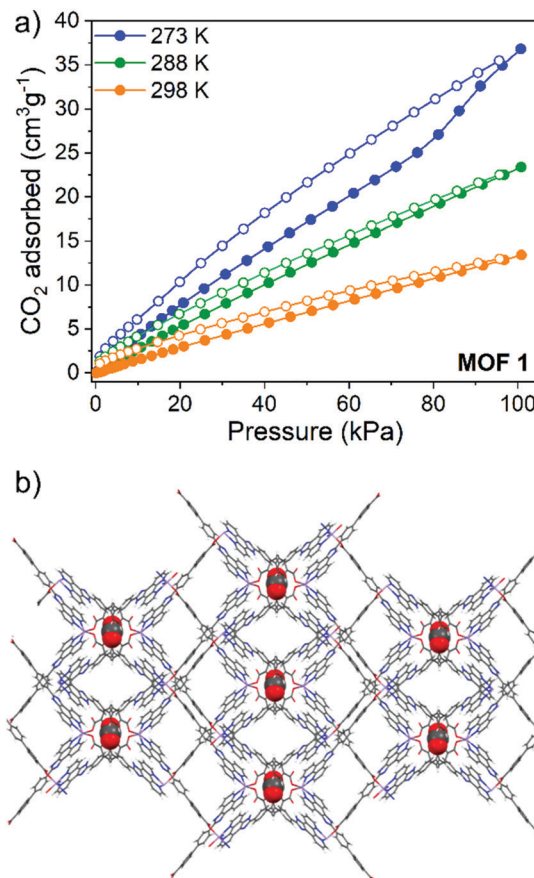 a)
273 K
288 K
298 K
40
35
30
25
20
15
10
5
0
CO₂ adsorbed (cm³g⁻¹)
0 20 40 60 80 100
Pressure (kPa)
MOF 1
b)